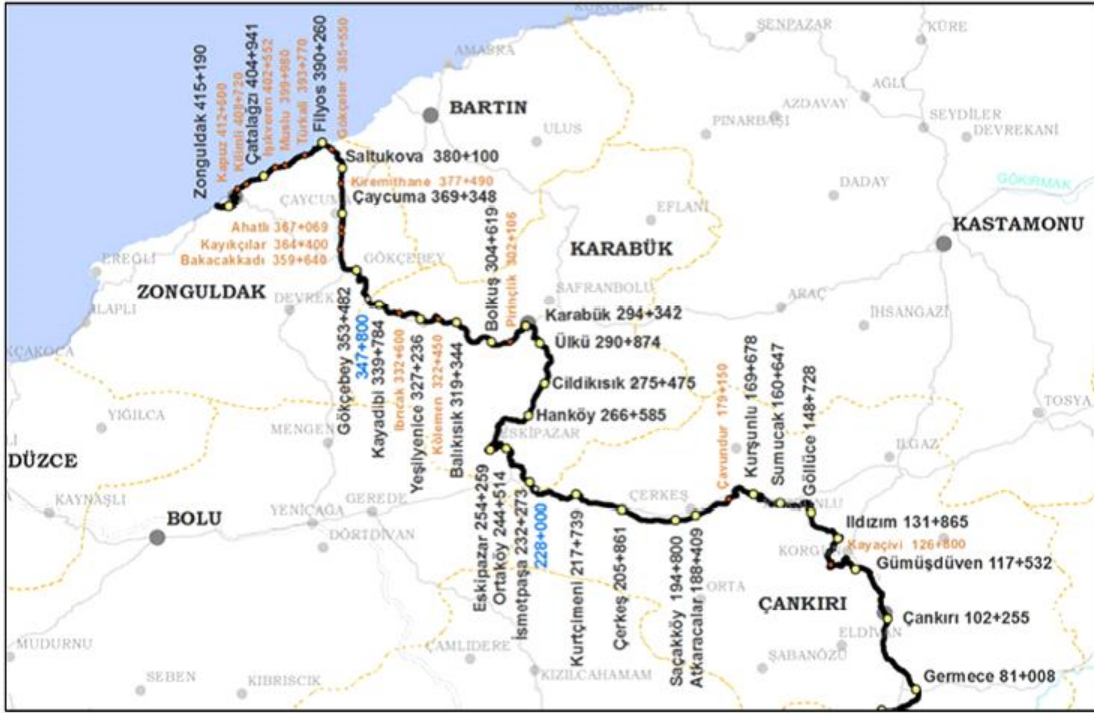 KURUCAŞİLE
ŞENPAZAR
KÜRE
AMASRA
AĞLI
BARTIN
AZDAVAY
SEYDİLER
PINARBAŞI
DEVREKANİ
ULUS
Zonguldak 415+190
Kapuz 412+600
Kilimli 408+720
Çatalağzı 404+941
Işıkveren 402+552
Muslu 399+980
Türkali 393+770
Filyos 390+260
Gökçeler 385+550
Saltukova 380+100
Kiremithane 377+490
Çaycuma 369+348
ÇAYCUMA
DADAY
GÖKIRMAK
EFLANİ
KASTAMONU
Ahatlı 367+069
Kayıkçılar 364+400
Bakacakkadı 359+640
KARABÜK
GÖKÇEBEY
EREĞLİ
ZONGULDAK
DEVREK
SAFRANBOLU
ARAÇ
İHSANGAZİ
ALAPLI
Bolkuş 304+619
Pirinçlik 302+106
Karabük 294+342
Ülkü 290+874
Gökçebey 353+482
347+800
Kayadibi 339+784
Ibrıcak 332+600
Yeşilyenice 327+236
Kölemen 322+450
Balıkısık 319+344
AKÇAKOCA
Cildikısık 275+475
Hanköy 266+585
YIĞILCA
MENGEN
ESKİPAZAR
TOSYA
ILGAZ
DÜZCE
KAYNAŞLI
BOLU
YENİÇAĞA
GEREDE
DÖRTDİVAN
Eskipazar 254+259
Ortaköy 244+514
İsmetpaşa 232+273
228+000
Kurtçimeni 217+739
Çerkeş 205+861
ÇERKEŞ
Saçakköy 194+800
Atkaracalar 188+409
Çavundur 179+150
Kurşunlu 169+678
Sumucak 160+647
Göllüce 148+728
Ildızım 131+865
Kayaçivi 126+800
KORGUN
Gümüşdüven 117+532
ORTA
ÇANKIRI
Çankırı 102+255
ELDİVAN
ŞABANÖZÜ
Germece 81+008
MUDURNU
SEBEN
KIBRISCIK
ÇAMLIDERE
KIZILCAHAMAM